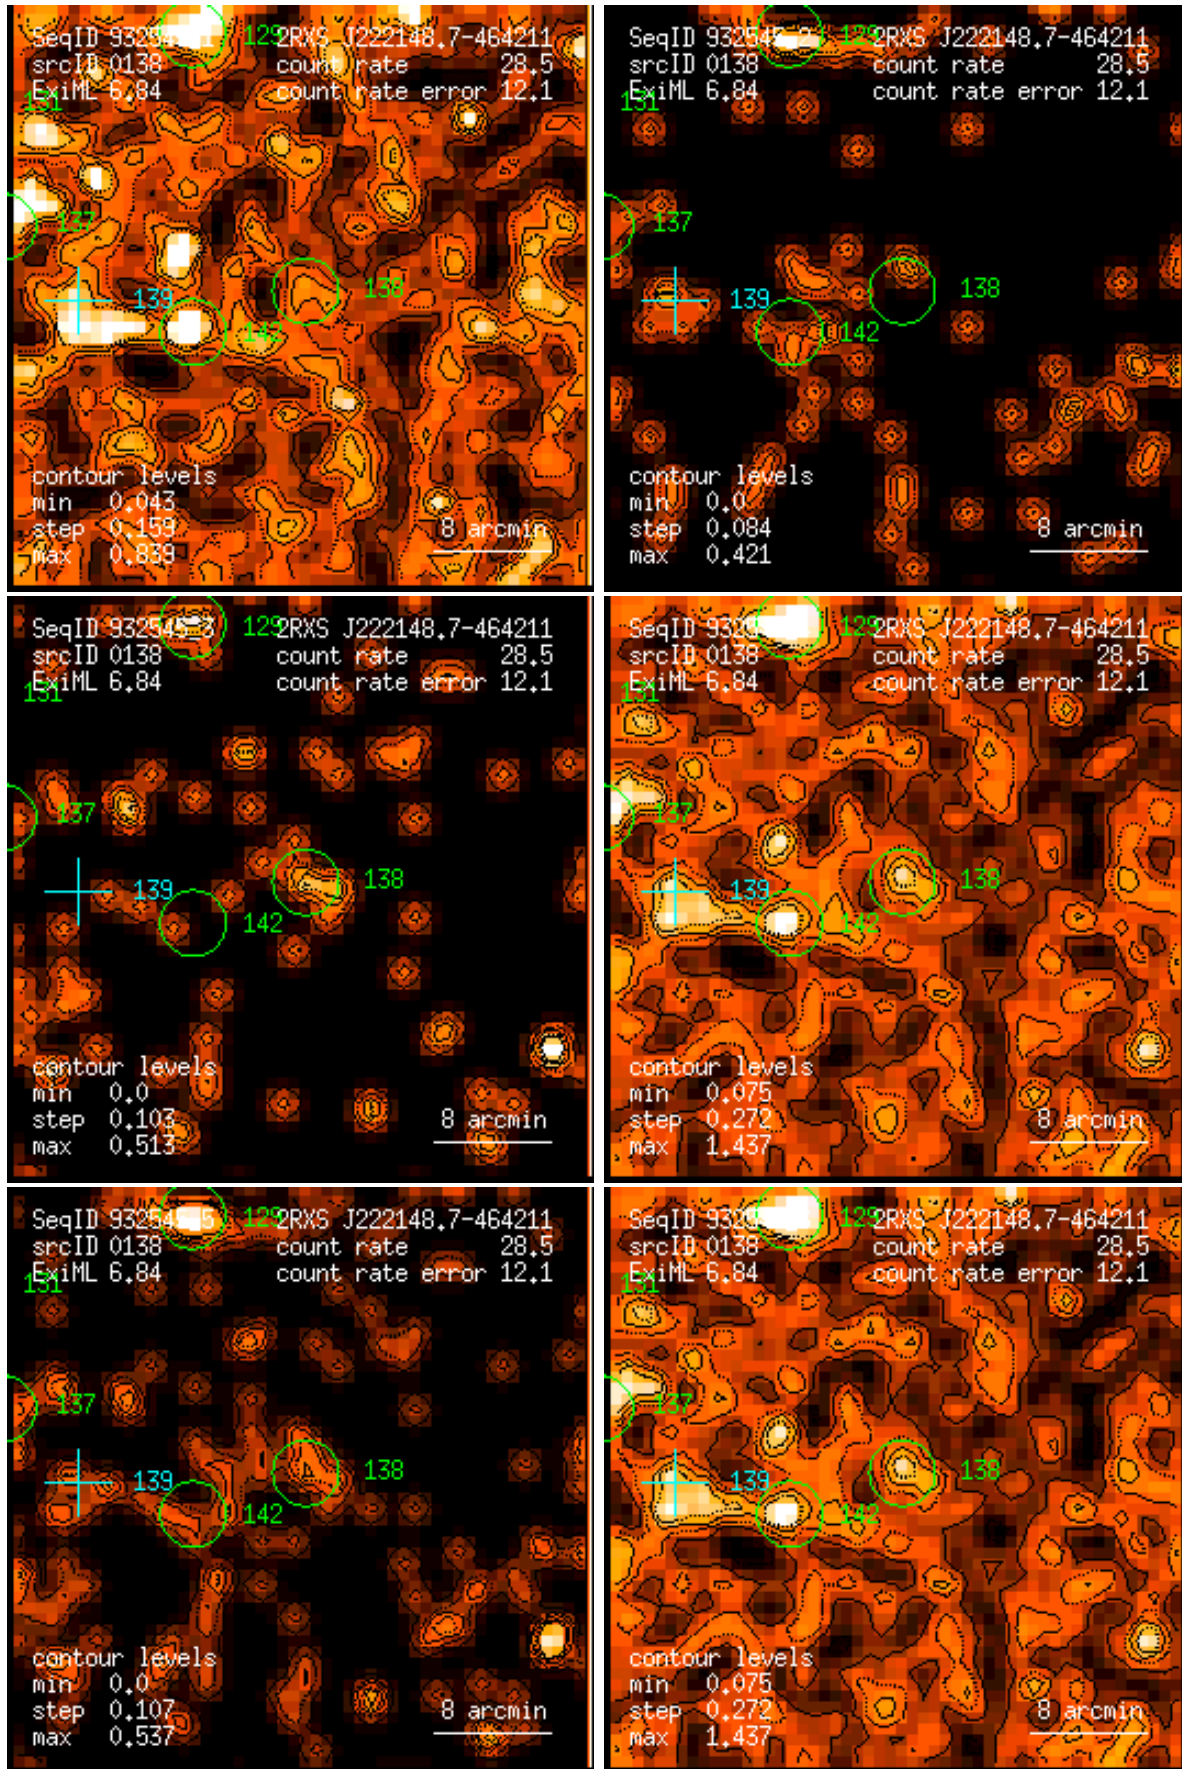 SeqID 932545_1 129 2RXS J222148.7-464211
srcID 0138 count rate 28.5
ExiML 6.84 count rate error 12.1
131
137
139
138
142
contour levels
min 0.043
step 0.159
max 0.839
8 arcmin
SeqID 932545_2 129 2RXS J222148.7-464211
srcID 0138 count rate 28.5
ExiML 6.84 count rate error 12.1
131
137
139
138
142
contour levels
min 0.0
step 0.084
max 0.421
8 arcmin
SeqID 932545_3 129 2RXS J222148.7-464211
srcID 0138 count rate 28.5
ExiML 6.84 count rate error 12.1
131
137
138
139
142
contour levels
min 0.0
step 0.103
max 0.513
8 arcmin
SeqID 129 2RXS J222148.7-464211
srcID 0138 count rate 28.5
ExiML 6.84 count rate error 12.1
131
137
138
139
142
contour levels
min 0.075
step 0.272
max 1.437
8 arcmin
SeqID 932545_5 129 2RXS J222148.7-464211
srcID 0138 count rate 28.5
ExiML 6.84 count rate error 12.1
131
137
138
139
142
contour levels
min 0.0
step 0.107
max 0.537
8 arcmin
SeqID 129 2RXS J222148.7-464211
srcID 0138 count rate 28.5
ExiML 6.84 count rate error 12.1
131
137
138
139
142
contour levels
min 0.075
step 0.272
max 1.437
8 arcmin